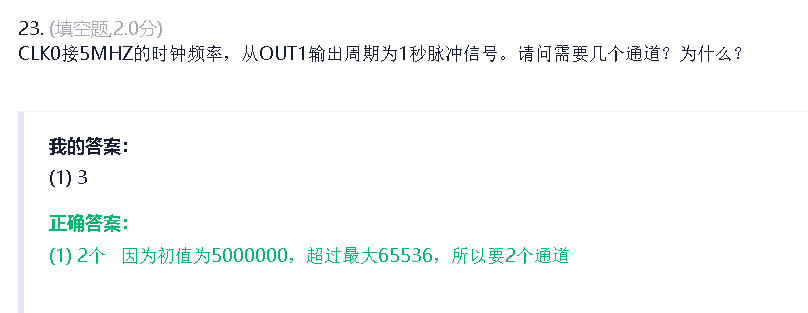 23. (填空题,2.0分)
CLK0接5MHZ的时钟频率，从OUT1输出周期为1秒脉冲信号。请问需要几个通道？为什么？
我的答案：
(1) 3
正确答案：
(1) 2个 因为初值为5000000，超过最大65536，所以要2个通道